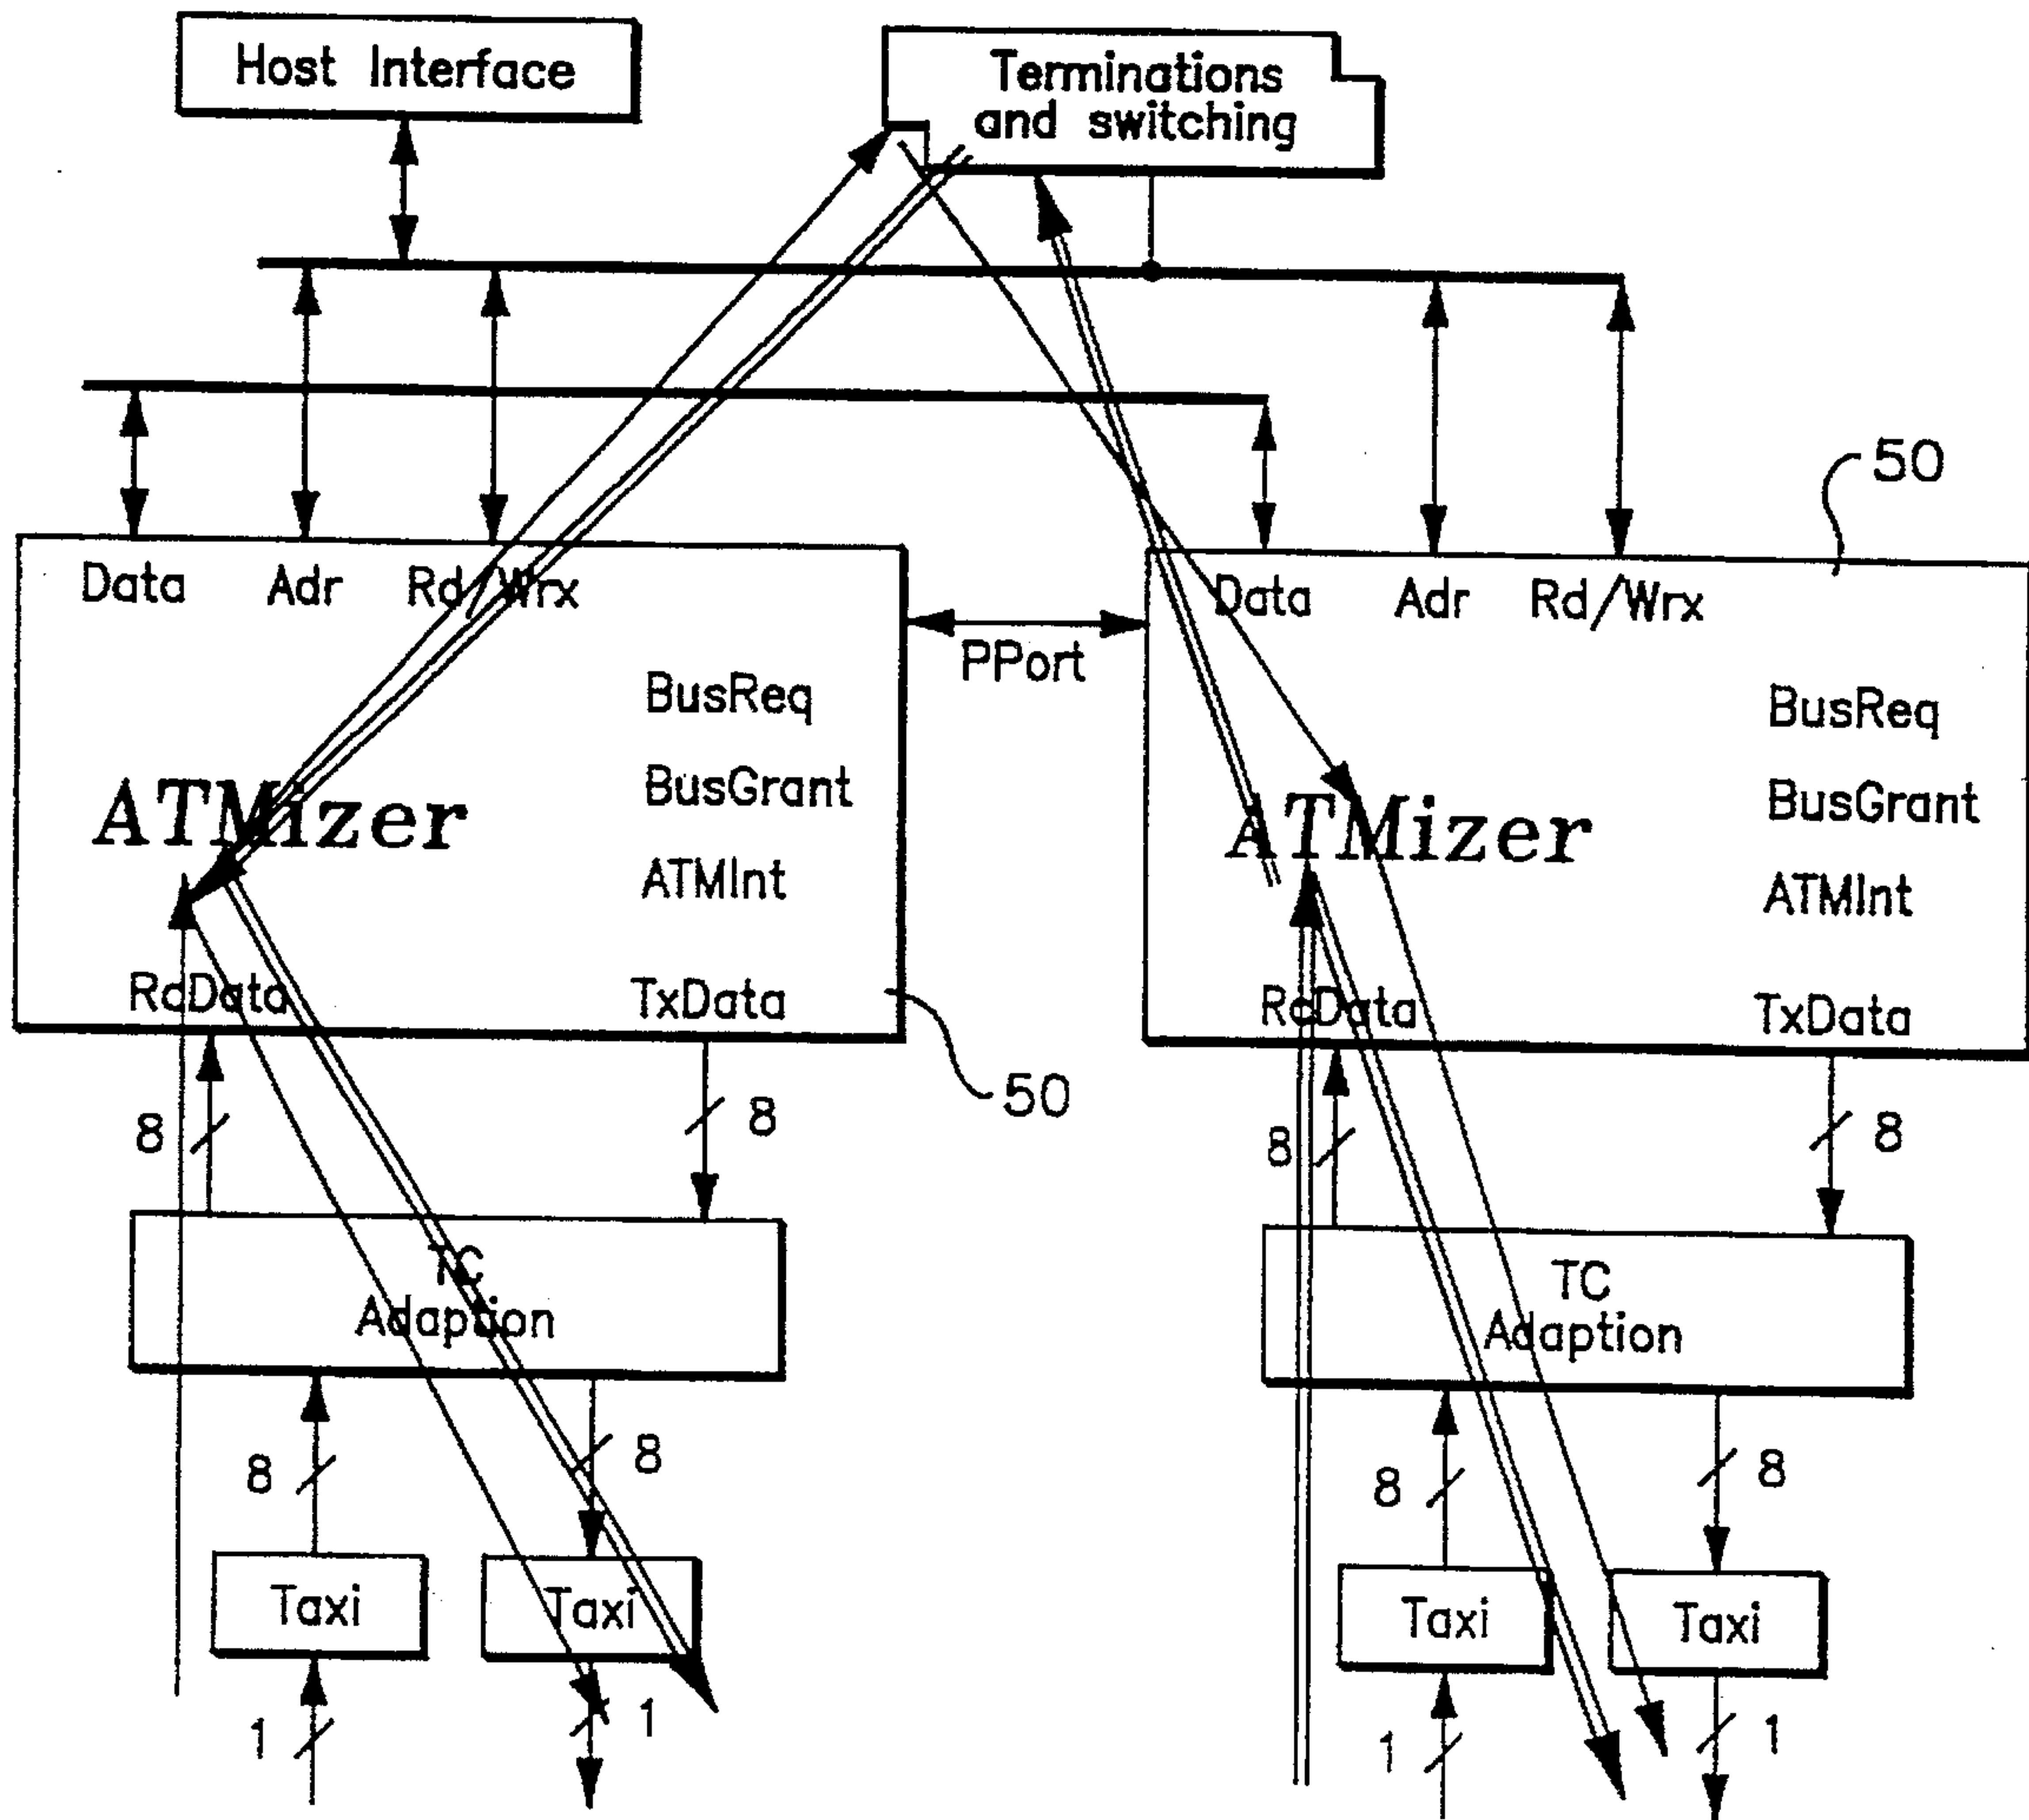 Host Interface
Terminations
and switching
50
Data Adr Rd/Wrx
Data Adr Rd/Wrx
PPort
BusReq
BusReq
BusGrant
BusGrant
ATMizer
ATMizer
ATMInt
ATMInt
RcData TxData
RcData TxData
50
8 8
8 8
TC
Adaption
TC
Adaption
8 8
8 8
Taxi Taxi
Taxi Taxi
1 1
1 1